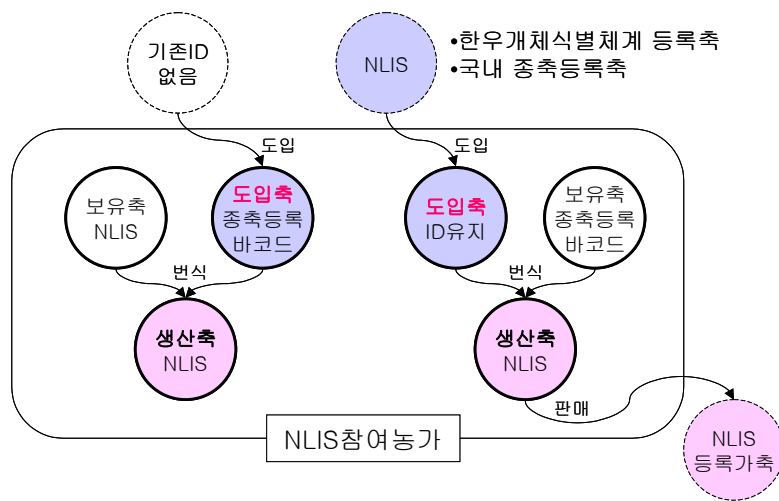 기존ID
없음
NLIS
•한우개체식별체계 등록축
•국내 종축등록축
도입
도입
보유축
NLIS
도입축
종축등록
바코드
도입축
ID유지
보유축
종축등록
바코드
번식
번식
생산축
NLIS
생산축
NLIS
판매
NLIS참여농가
NLIS
등록가축